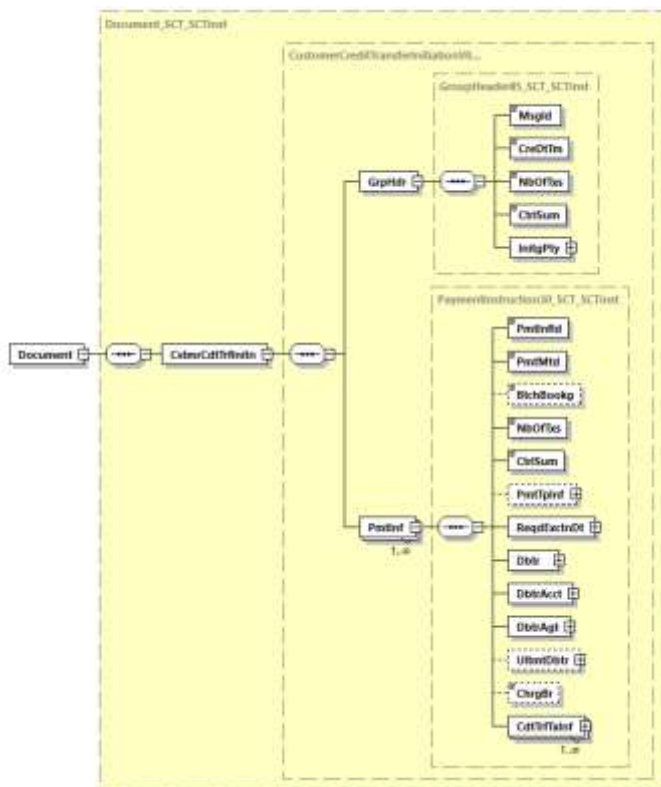 Document_SCT_SCTInst
CustomerCreditTransferInitiationV0...
GroupHeader85_SCT_SCTInst
MsgId
CreDtTm
GrpHdr
NbOfTxs
CtrlSum
InitgPty
PaymentInstruction30_SCT_SCTInst
PmtInfId
Document
CstmrCdtTrfInitn
PmtMtd
BtchBookg
NbOfTxs
CtrlSum
PmtTpInf
PmtInf
ReqdExctnDt
1..∞
Dbtr
DbtrAcct
DbtrAgt
UltmtDbtr
ChrgBr
CdtTrfTxInf
1..∞